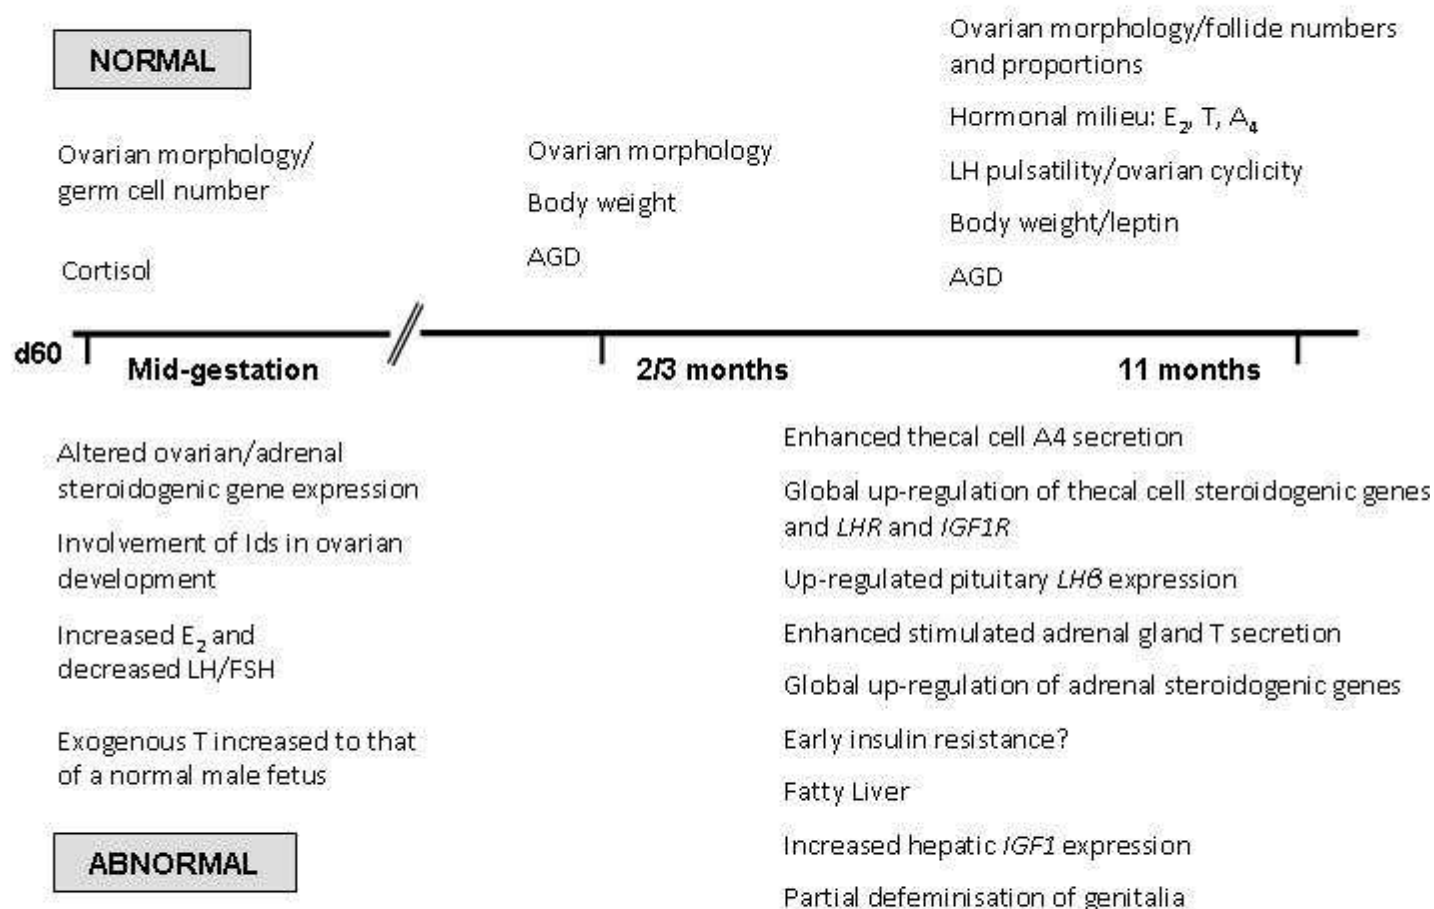 NORMAL
Ovarian morphology/
germ cell number
Cortisol
Ovarian morphology
Body weight
AGD
Ovarian morphology/follide numbers
and proportions
Hormonal milieu: E₂, T, A₄
LH pulsatility/ovarian cyclicity
Body weight/leptin
AGD
d60
Mid-gestation
2/3 months
11 months
Altered ovarian/adrenal
steroidogenic gene expression
Involvement of Ids in ovarian
development
Increased E₂ and
decreased LH/FSH
Exogenous T increased to that
of a normal male fetus
ABNORMAL
Enhanced thecal cell A4 secretion
Global up-regulation of thecal cell steroidogenic genes
and LHR and IGF1R
Up-regulated pituitary LHβ expression
Enhanced stimulated adrenal gland T secretion
Global up-regulation of adrenal steroidogenic genes
Early insulin resistance?
Fatty Liver
Increased hepatic IGF1 expression
Partial defeminisation of genitalia